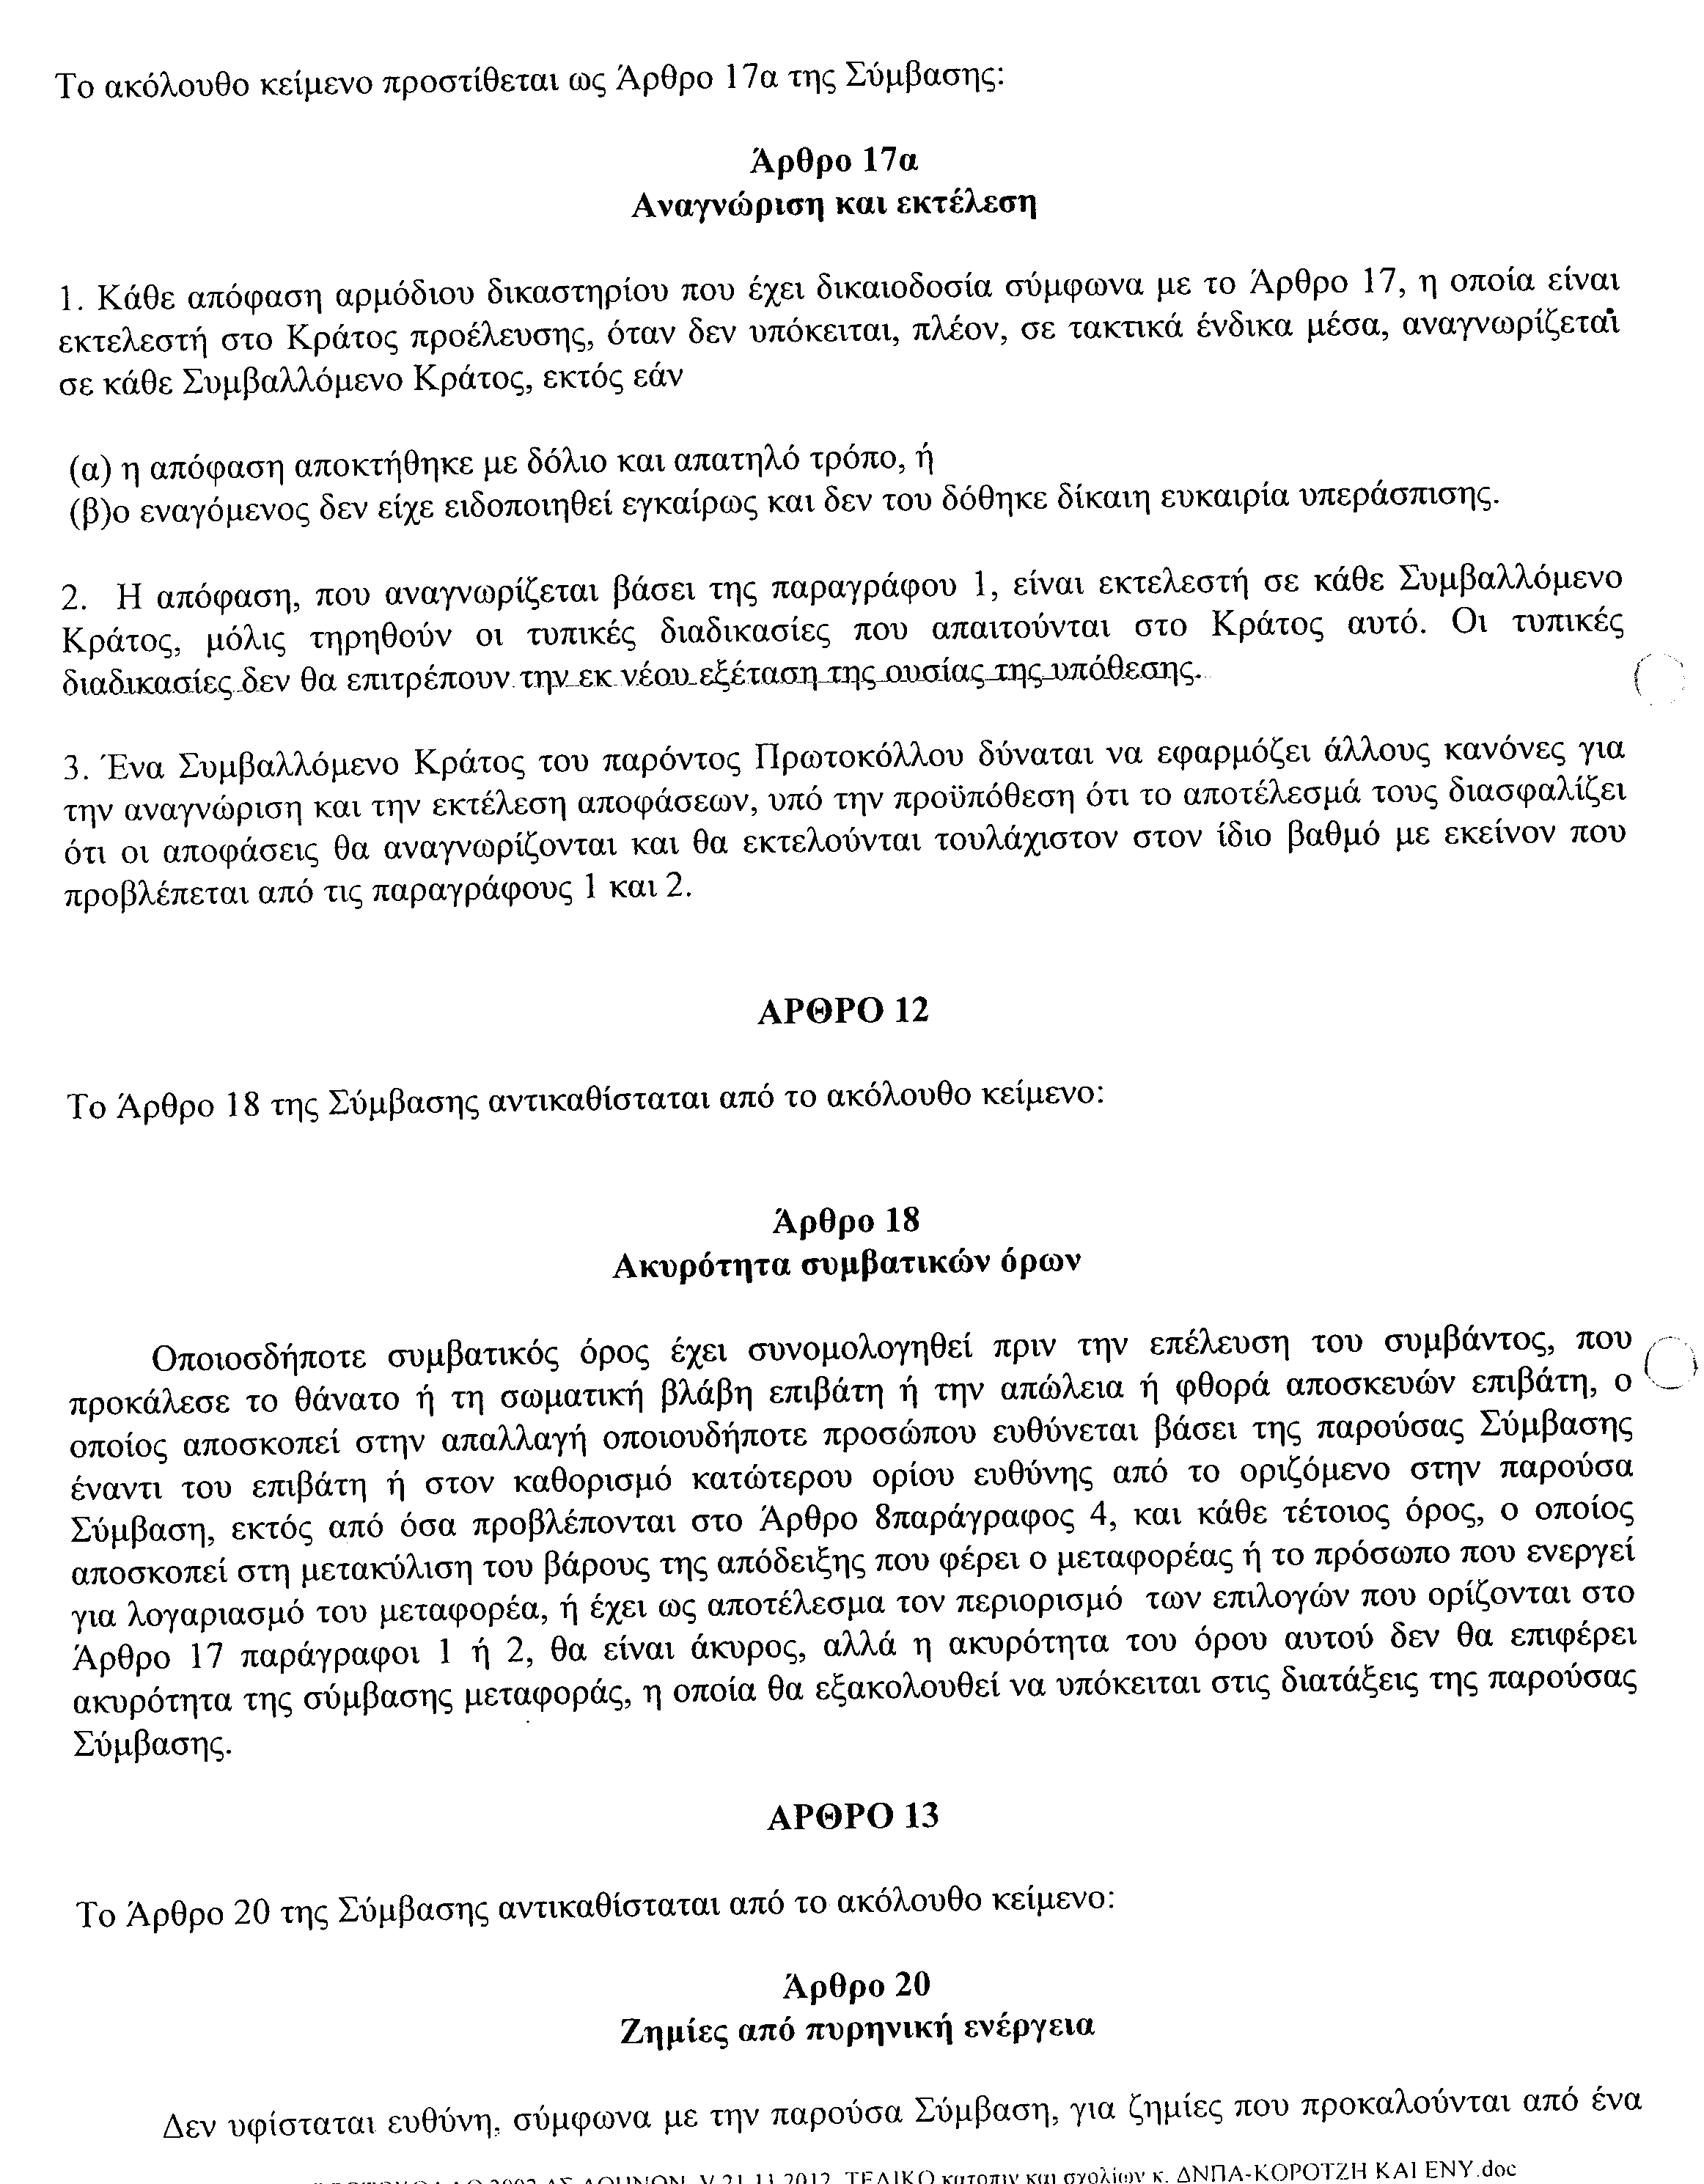 Το ακόλουθο κείμενο προστίθεται ως Άρθρο 17α της Σύμβασης:
Άρθρο 17α
Αναγνώριση και εκτέλεση
1. Κάθε απόφαση αρμόδιου δικαστηρίου που έχει δικαιοδοσία σύμφωνα με το Άρθρο 17, η οποία είναι
εκτελεστή στο Κράτος προέλευσης, όταν δεν υπόκειται, πλέον, σε τακτικά ένδικα μέσα, αναγνωρίζεται
σε κάθε Συμβαλλόμενο Κράτος, εκτός εάν
(α) η απόφαση αποκτήθηκε με δόλιο και απατηλό τρόπο, ή
(β)ο εναγόμενος δεν είχε ειδοποιηθεί εγκαίρως και δεν του δόθηκε δίκαιη ευκαιρία υπεράσπισης.
2. Η απόφαση, που αναγνωρίζεται βάσει της παραγράφου 1, είναι εκτελεστή σε κάθε Συμβαλλόμενο
Κράτος, μόλις τηρηθούν οι τυπικές διαδικασίες που απαιτούνται στο Κράτος αυτό. Οι τυπικές
διαδικασίες δεν θα επιτρέπουν την εκ νέου εξέταση της ουσίας της υπόθεσης.
3. Ένα Συμβαλλόμενο Κράτος του παρόντος Πρωτοκόλλου δύναται να εφαρμόζει άλλους κανόνες για
την αναγνώριση και την εκτέλεση αποφάσεων, υπό την προϋπόθεση ότι το αποτέλεσμά τους διασφαλίζει
ότι οι αποφάσεις θα αναγνωρίζονται και θα εκτελούνται τουλάχιστον στον ίδιο βαθμό με εκείνον που
προβλέπεται από τις παραγράφους 1 και 2.
ΑΡΘΡΟ 12
Το Άρθρο 18 της Σύμβασης αντικαθίσταται από το ακόλουθο κείμενο:
Άρθρο 18
Ακυρότητα συμβατικών όρων
Οποιοσδήποτε συμβατικός όρος έχει συνομολογηθεί πριν την επέλευση του συμβάντος, που
προκάλεσε το θάνατο ή τη σωματική βλάβη επιβάτη ή την απώλεια ή φθορά αποσκευών επιβάτη, ο
οποίος αποσκοπεί στην απαλλαγή οποιουδήποτε προσώπου ευθύνεται βάσει της παρούσας Σύμβασης
έναντι του επιβάτη ή στον καθορισμό κατώτερου ορίου ευθύνης από το οριζόμενο στην παρούσα
Σύμβαση, εκτός από όσα προβλέπονται στο Άρθρο 8παράγραφος 4, και κάθε τέτοιος όρος, ο οποίος
αποσκοπεί στη μετακύλιση του βάρους της απόδειξης που φέρει ο μεταφορέας ή το πρόσωπο που ενεργεί
για λογαριασμό του μεταφορέα, ή έχει ως αποτέλεσμα τον περιορισμό των επιλογών που ορίζονται στο
Άρθρο 17 παράγραφοι 1 ή 2, θα είναι άκυρος, αλλά η ακυρότητα του όρου αυτού δεν θα επιφέρει
ακυρότητα της σύμβασης μεταφοράς, η οποία θα εξακολουθεί να υπόκειται στις διατάξεις της παρούσας
Σύμβασης.
ΑΡΘΡΟ 13
Το Άρθρο 20 της Σύμβασης αντικαθίσταται από το ακόλουθο κείμενο:
Άρθρο 20
Ζημίες από πυρηνική ενέργεια
Δεν υφίσταται ευθύνη, σύμφωνα με την παρούσα Σύμβαση, για ζημίες που προκαλούνται από ένα
21.11.2012 ΤΕΛΙΚΟ κατοπιν και σχολίων κ. ΔΝΠΑ-ΚΟΡΟΤΖΗ ΚΑΙ ΕΝΥ.doc